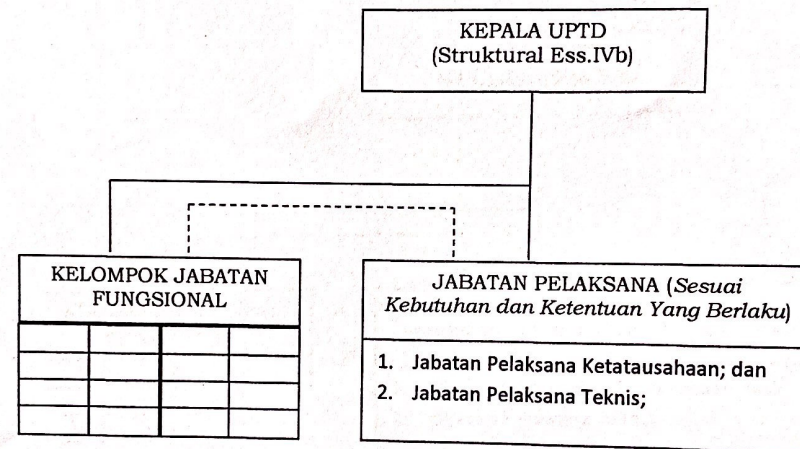 KEPALA UPTD
(Struktural Ess.IVb)
KELOMPOK JABATAN
FUNGSIONAL
JABATAN PELAKSANA (Sesuai
Kebutuhan dan Ketentuan Yang Berlaku)
1. Jabatan Pelaksana Ketatausahaan; dan
2. Jabatan Pelaksana Teknis;